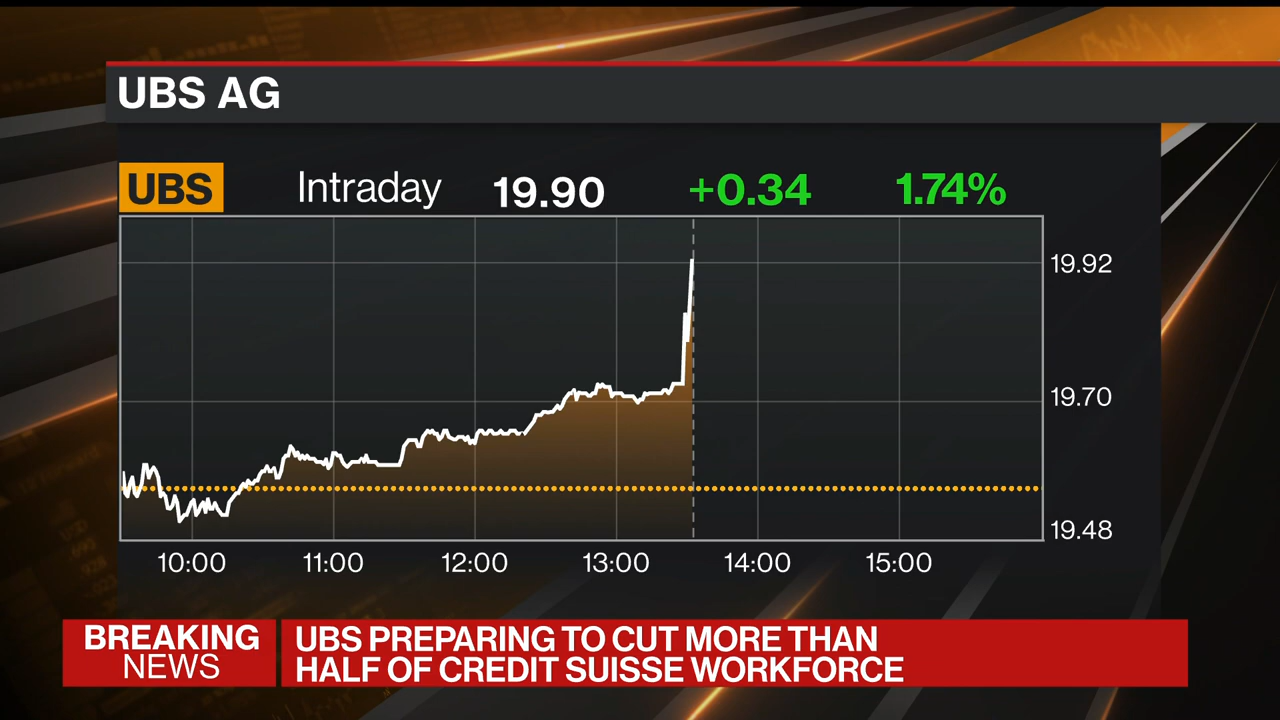 UBS AG
UBS Intraday 19.90 +0.34 1.74%
19.92
19.70
19.48
10:00 11:00 12:00 13:00 14:00 15:00
BREAKING NEWS
UBS PREPARING TO CUT MORE THAN
HALF OF CREDIT SUISSE WORKFORCE